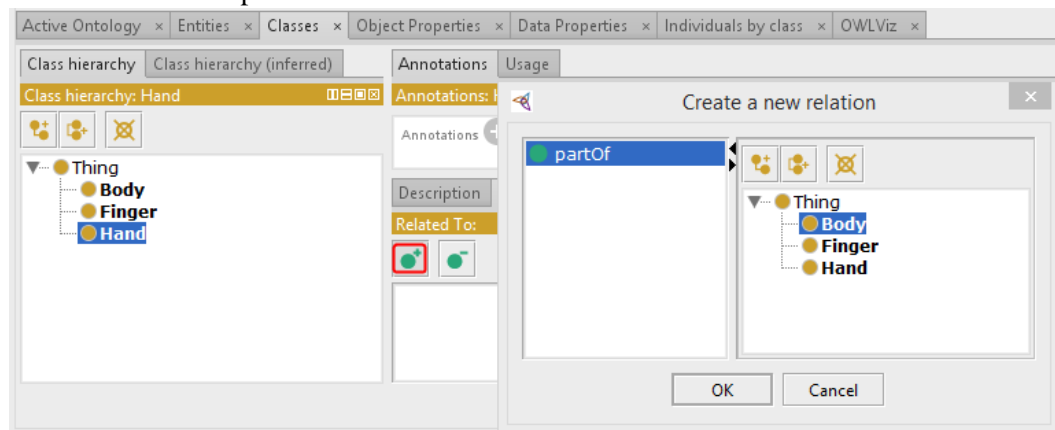 Active Ontology × Entities × Classes × Object Properties × Data Properties × Individuals by class × OWLViz ×
Class hierarchy Class hierarchy (inferred)
Class hierarchy: Hand
Thing
Body
Finger
Hand
Annotations Usage
Annotations:
Annotations
Description
Related To:
Create a new relation
partOf
Thing
Body
Finger
Hand
OK Cancel